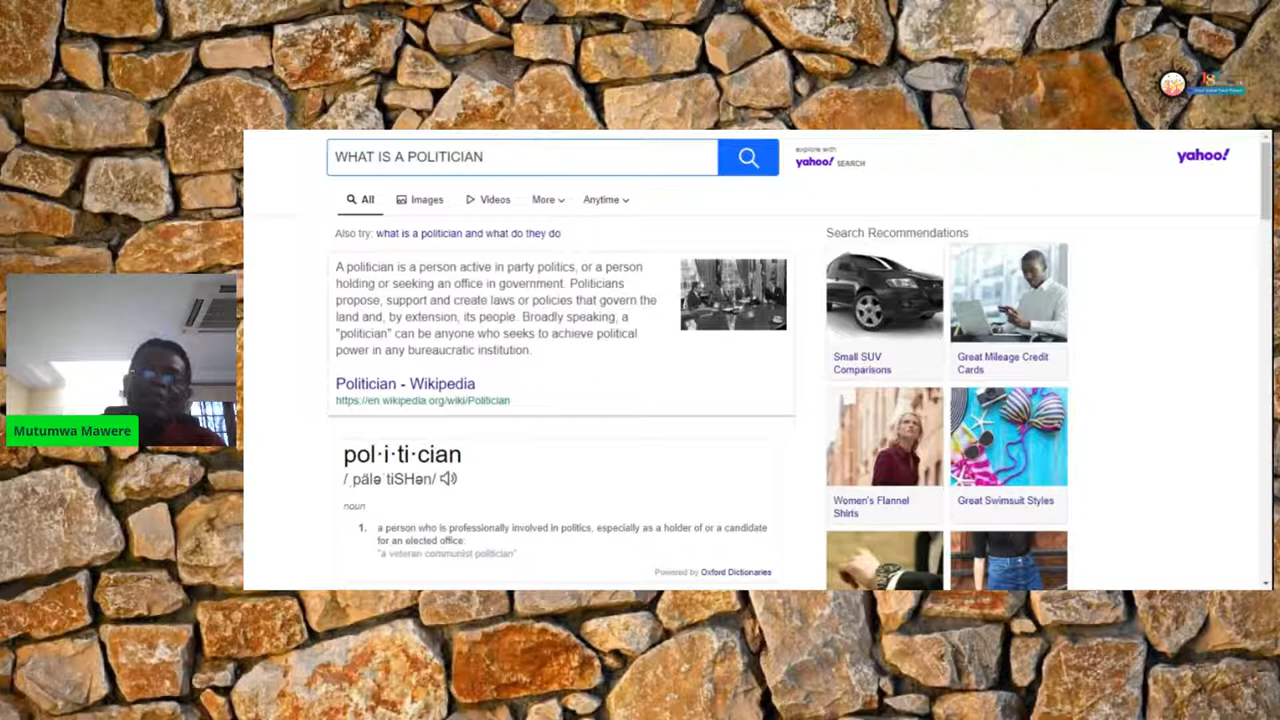 WHAT IS A POLITICIAN
explore with
yahoo! SEARCH
yahoo!
All Images Videos More Anytime
Also try: what is a politician and what do they do
A politician is a person active in party politics, or a person
holding or seeking an office in government. Politicians
propose, support and create laws or policies that govern the
land and, by extension, its people. Broadly speaking, a
"politician" can be anyone who seeks to achieve political
power in any bureaucratic institution.
Politician - Wikipedia
https://en.wikipedia.org/wiki/Politician
pol·i·ti·cian
/ˌpäləˈtiSHən/
noun
1. a person who is professionally involved in politics, especially as a holder of or a candidate
for an elected office:
"a veteran communist politician"
Powered by Oxford Dictionaries
Search Recommendations
Small SUV
Comparisons
Great Mileage Credit
Cards
Women's Flannel
Shirts
Great Swimsuit Styles
Mutumwa Mawere